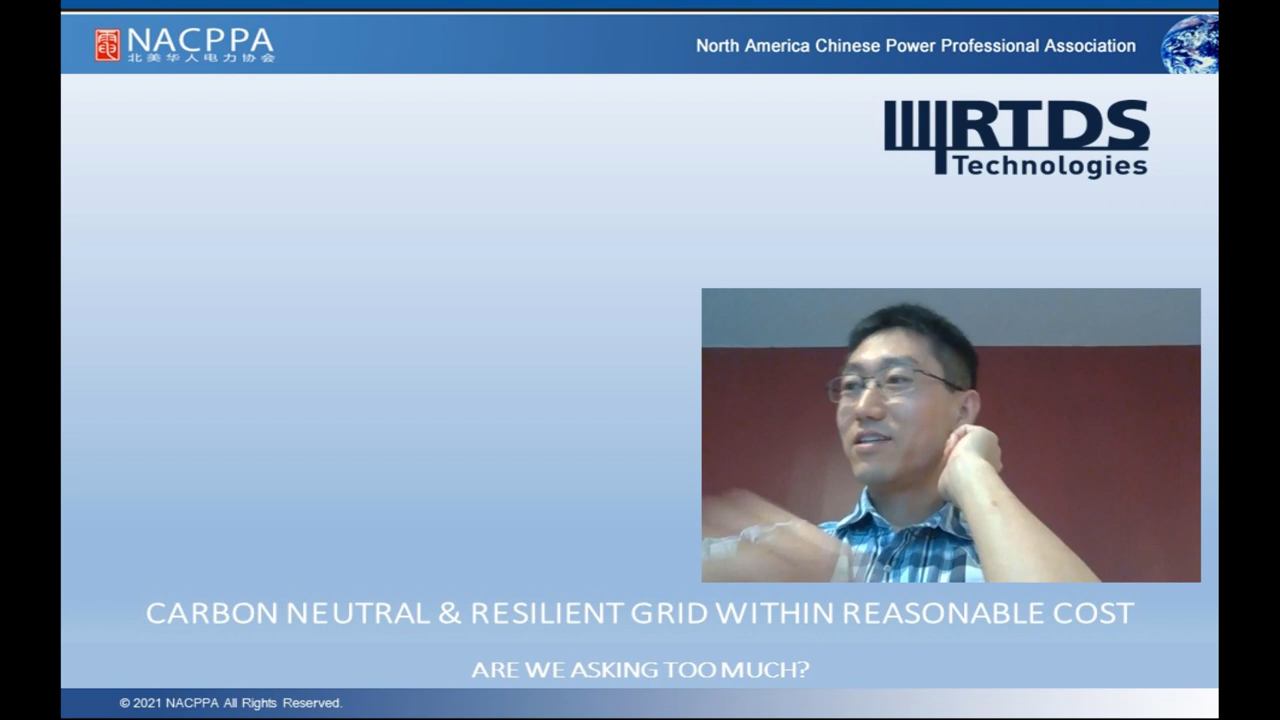 NACPPA
北美华人电力协会
North America Chinese Power Professional Association
RTDS
Technologies
CARBON NEUTRAL & RESILIENT GRID WITHIN REASONABLE COST
ARE WE ASKING TOO MUCH?
© 2021 NACPPA All Rights Reserved.